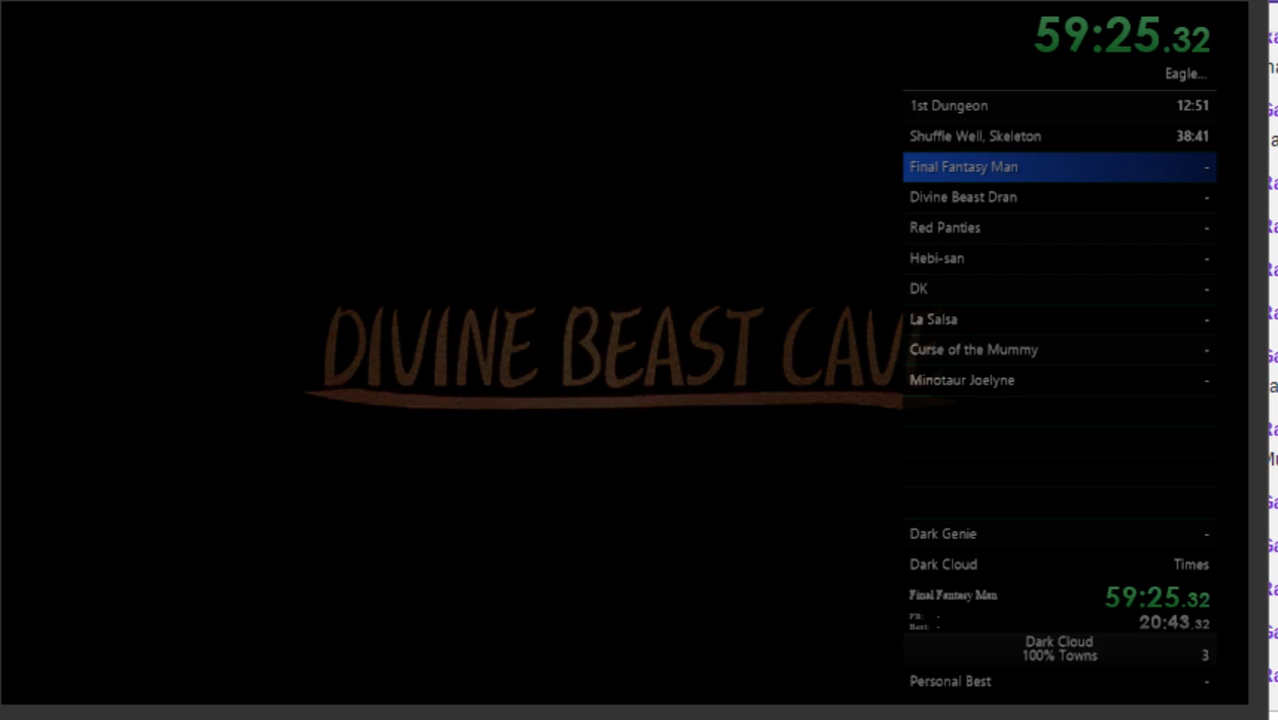 59:25.32
Eagle...
1st Dungeon 12:51
Shuffle Well, Skeleton 38:41
Final Fantasy Man -
Divine Beast Dran -
Red Panties -
Hebi-san -
DK -
DIVINE BEAST CAV
La Salsa -
Curse of the Mummy -
Minotaur Joelyne -
Dark Genie -
Dark Cloud Times
Final Fantasy Man 59:25.32
PB: -
Best: - 20:43.32
Dark Cloud
100% Towns 3
Personal Best -